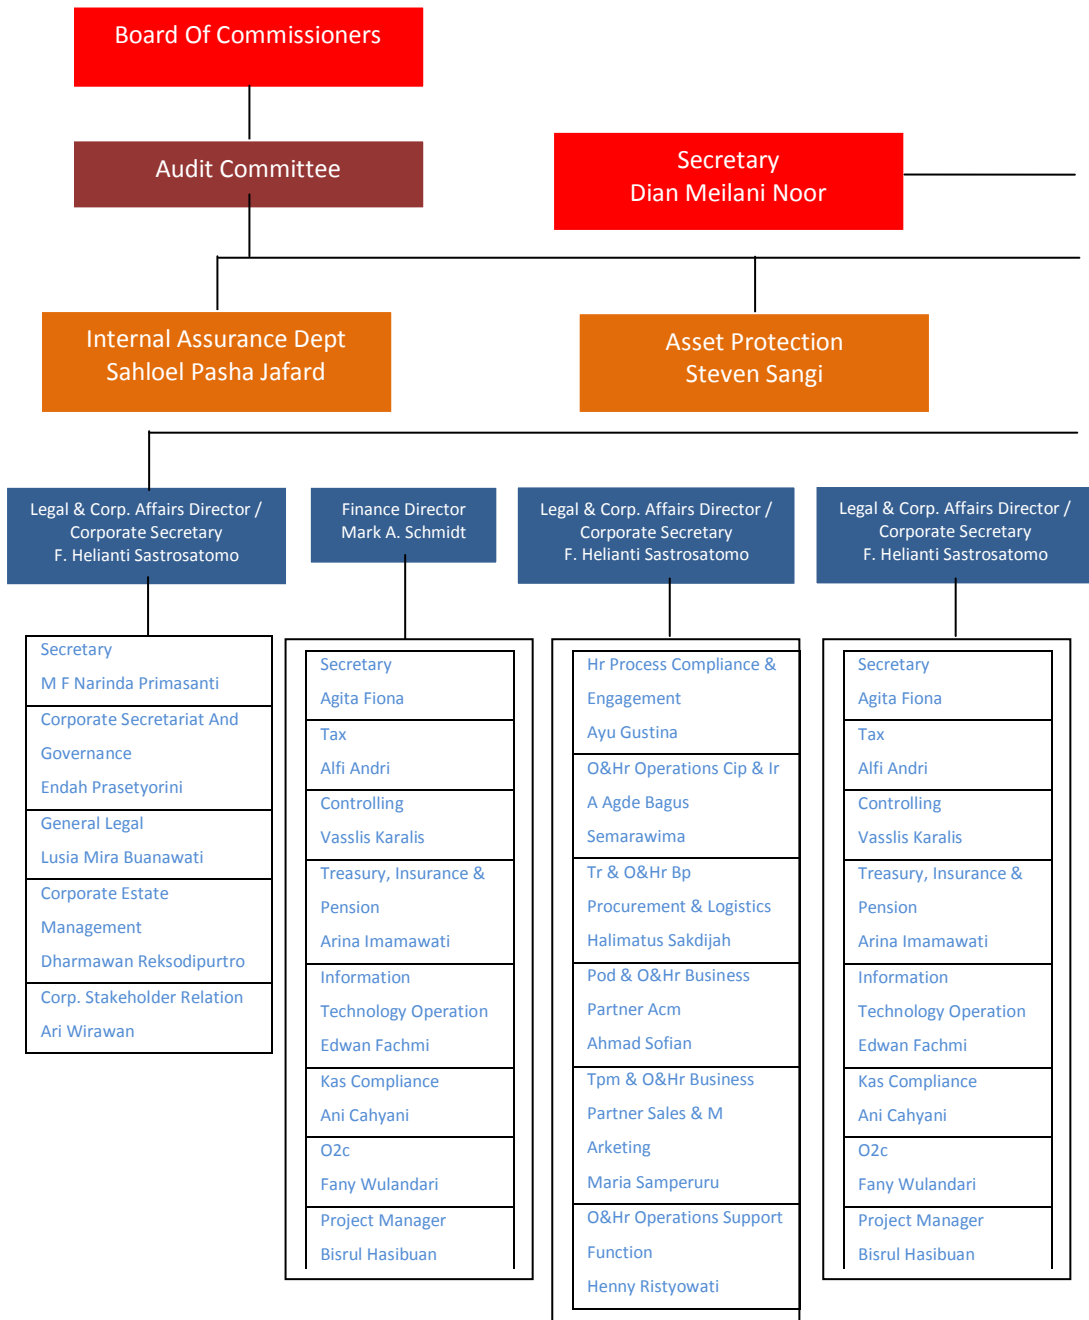 Board Of Commissioners
Audit Committee
Secretary
Dian Meilani Noor
Internal Assurance Dept
Sahloel Pasha Jafard
Asset Protection
Steven Sangi
Legal & Corp. Affairs Director /
Corporate Secretary
F. Helianti Sastrosatomo
Finance Director
Mark A. Schmidt
Legal & Corp. Affairs Director /
Corporate Secretary
F. Helianti Sastrosatomo
Legal & Corp. Affairs Director /
Corporate Secretary
F. Helianti Sastrosatomo
Secretary
M F Narinda Primasanti
Corporate Secretariat And
Governance
Endah Prasetyorini
General Legal
Lusia Mira Buanawati
Corporate Estate
Management
Dharmawan Reksodipurtro
Corp. Stakeholder Relation
Ari Wirawan
Secretary
Agita Fiona
Tax
Alfi Andri
Controlling
Vasslis Karalis
Treasury, Insurance &
Pension
Arina Imamawati
Information
Technology Operation
Edwan Fachmi
Kas Compliance
Ani Cahyani
O2c
Fany Wulandari
Project Manager
Bisrul Hasibuan
Hr Process Compliance &
Engagement
Ayu Gustina
O&Hr Operations Cip & Ir
A Agde Bagus
Semarawima
Tr & O&Hr Bp
Procurement & Logistics
Halimatus Sakdijah
Pod & O&Hr Business
Partner Acm
Ahmad Sofian
Tpm & O&Hr Business
Partner Sales & M
Arketing
Maria Samperuru
O&Hr Operations Support
Function
Henny Ristyowati
Secretary
Agita Fiona
Tax
Alfi Andri
Controlling
Vasslis Karalis
Treasury, Insurance &
Pension
Arina Imamawati
Information
Technology Operation
Edwan Fachmi
Kas Compliance
Ani Cahyani
O2c
Fany Wulandari
Project Manager
Bisrul Hasibuan